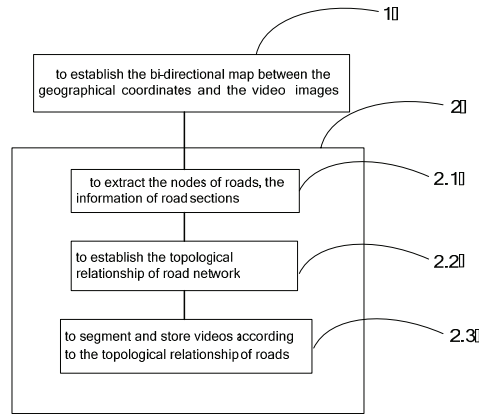 1
to establish the bi-directional map between the
geographical coordinates and the video images
2
to extract the nodes of roads, the
information of road sections
2.1
to establish the topological
relationship of road network
2.2
to segment and store videos according
to the topological relationship of roads
2.3